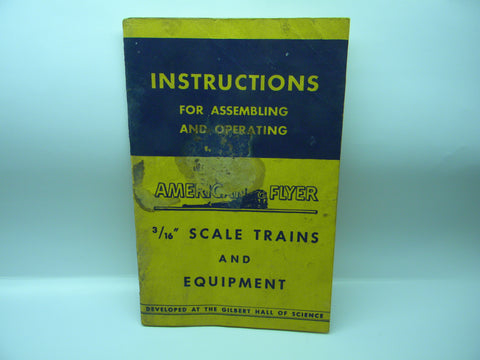 INSTRUCTIONS
FOR ASSEMBLING
AND OPERATING
AMERICAN FLYER
3/16" SCALE TRAINS
AND
EQUIPMENT
DEVELOPED AT THE GILBERT HALL OF SCIENCE